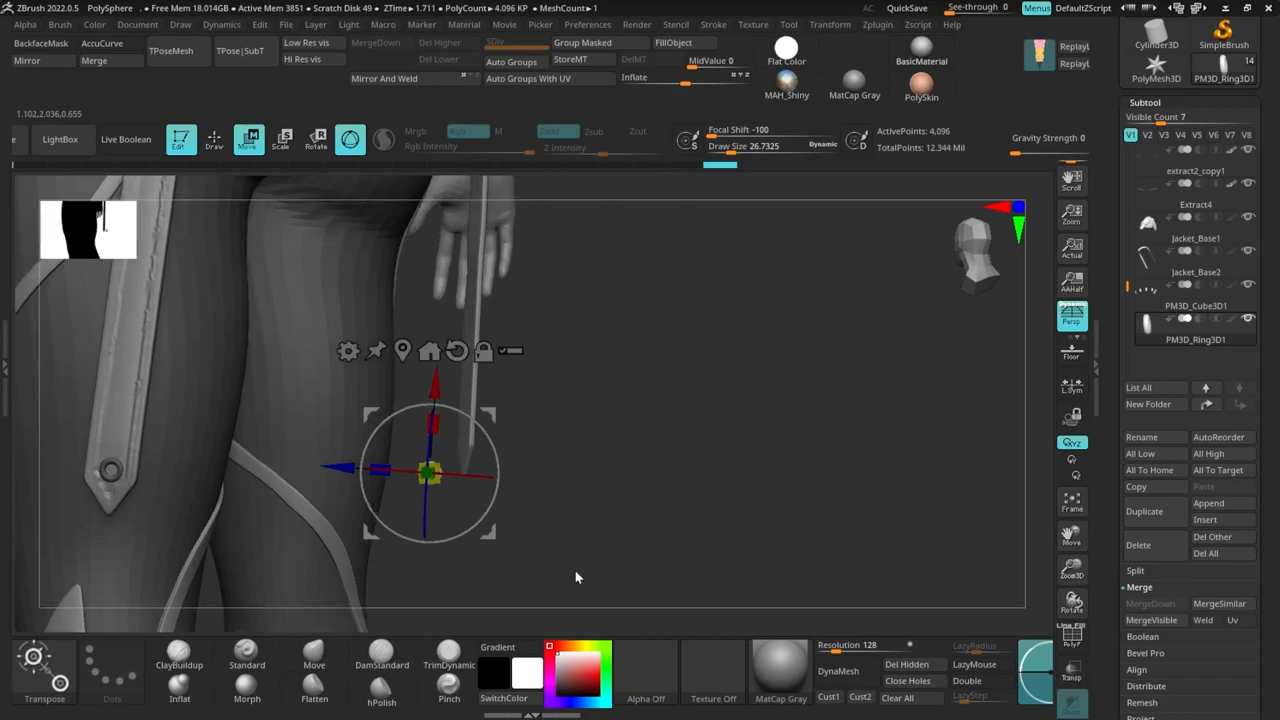 ZBrush 2022.0.5 PolySphere ● Free Mem 18.014GB ● Active Mem 3851 ● Scratch Disk 49 ● ZTime▸1.711 ● PolyCount▸4.096 KP ● MeshCount▸1 AC QuickSave See-through 0 Menus DefaultZScript
Alpha Brush Color Document Draw Dynamics Edit File Layer Light Macro Marker Material Movie Picker Preferences Render Stencil Stroke Texture Tool Transform Zplugin Zscript Help
Cylinder3D SimpleBrush
BackfaceMask AccuCurve TPoseMesh TPose|SubT Low Res vis MergeDown Del Higher SDiv Group Masked FillObject
Mirror Merge Hi Res vis Del Lower Auto Groups StoreMT DelMT MidValue 0 Flat Color BasicMaterial ReplayL ReplayL
Mirror And Weld Auto Groups With UV Inflate PolyMesh3D PM3D_Ring3D1 14
MAH_Shiny MatCap Gray PolySkin
Subtool
1.102,2.036,0.655
Visible Count 7
LightBox Live Boolean Edit Draw Move Scale Rotate Mrgb Rgb M Zadd Zsub Zcut Focal Shift -100 ActivePoints: 4,096 Gravity Strength 0
Rgb Intensity Z Intensity Draw Size 26.7325 Dynamic TotalPoints: 12.344 Mil
V1 V2 V3 V4 V5 V6 V7 V8
extract2_copy1
Extract4
Jacket_Base1
Jacket_Base2
PM3D_Cube3D1
PM3D_Ring3D1
Scroll
Zoom
Actual
AAHalf
Persp
Floor
L.Sym
XYZ
Frame
Move
Zoom3D
Rotate
Line Fill
PolyF
Transp
List All
New Folder
Rename AutoReorder
All Low All High
All To Home All To Target
Copy Paste
Duplicate Append
Insert
Delete Del Other
Del All
Split
Merge
MergeDown MergeSimilar
MergeVisible Weld Uv
Boolean
Bevel Pro
Align
Distribute
Remesh
Transpose Dots ClayBuildup Standard Move DamStandard TrimDynamic
Inflat Morph Flatten hPolish Pinch
Gradient
SwitchColor
Alpha Off Texture Off MatCap Gray
Resolution 128 LazyRadius
DynaMesh Del Hidden LazyMouse
Close Holes Double
Cust1 Cust2 Clear All LazyStep